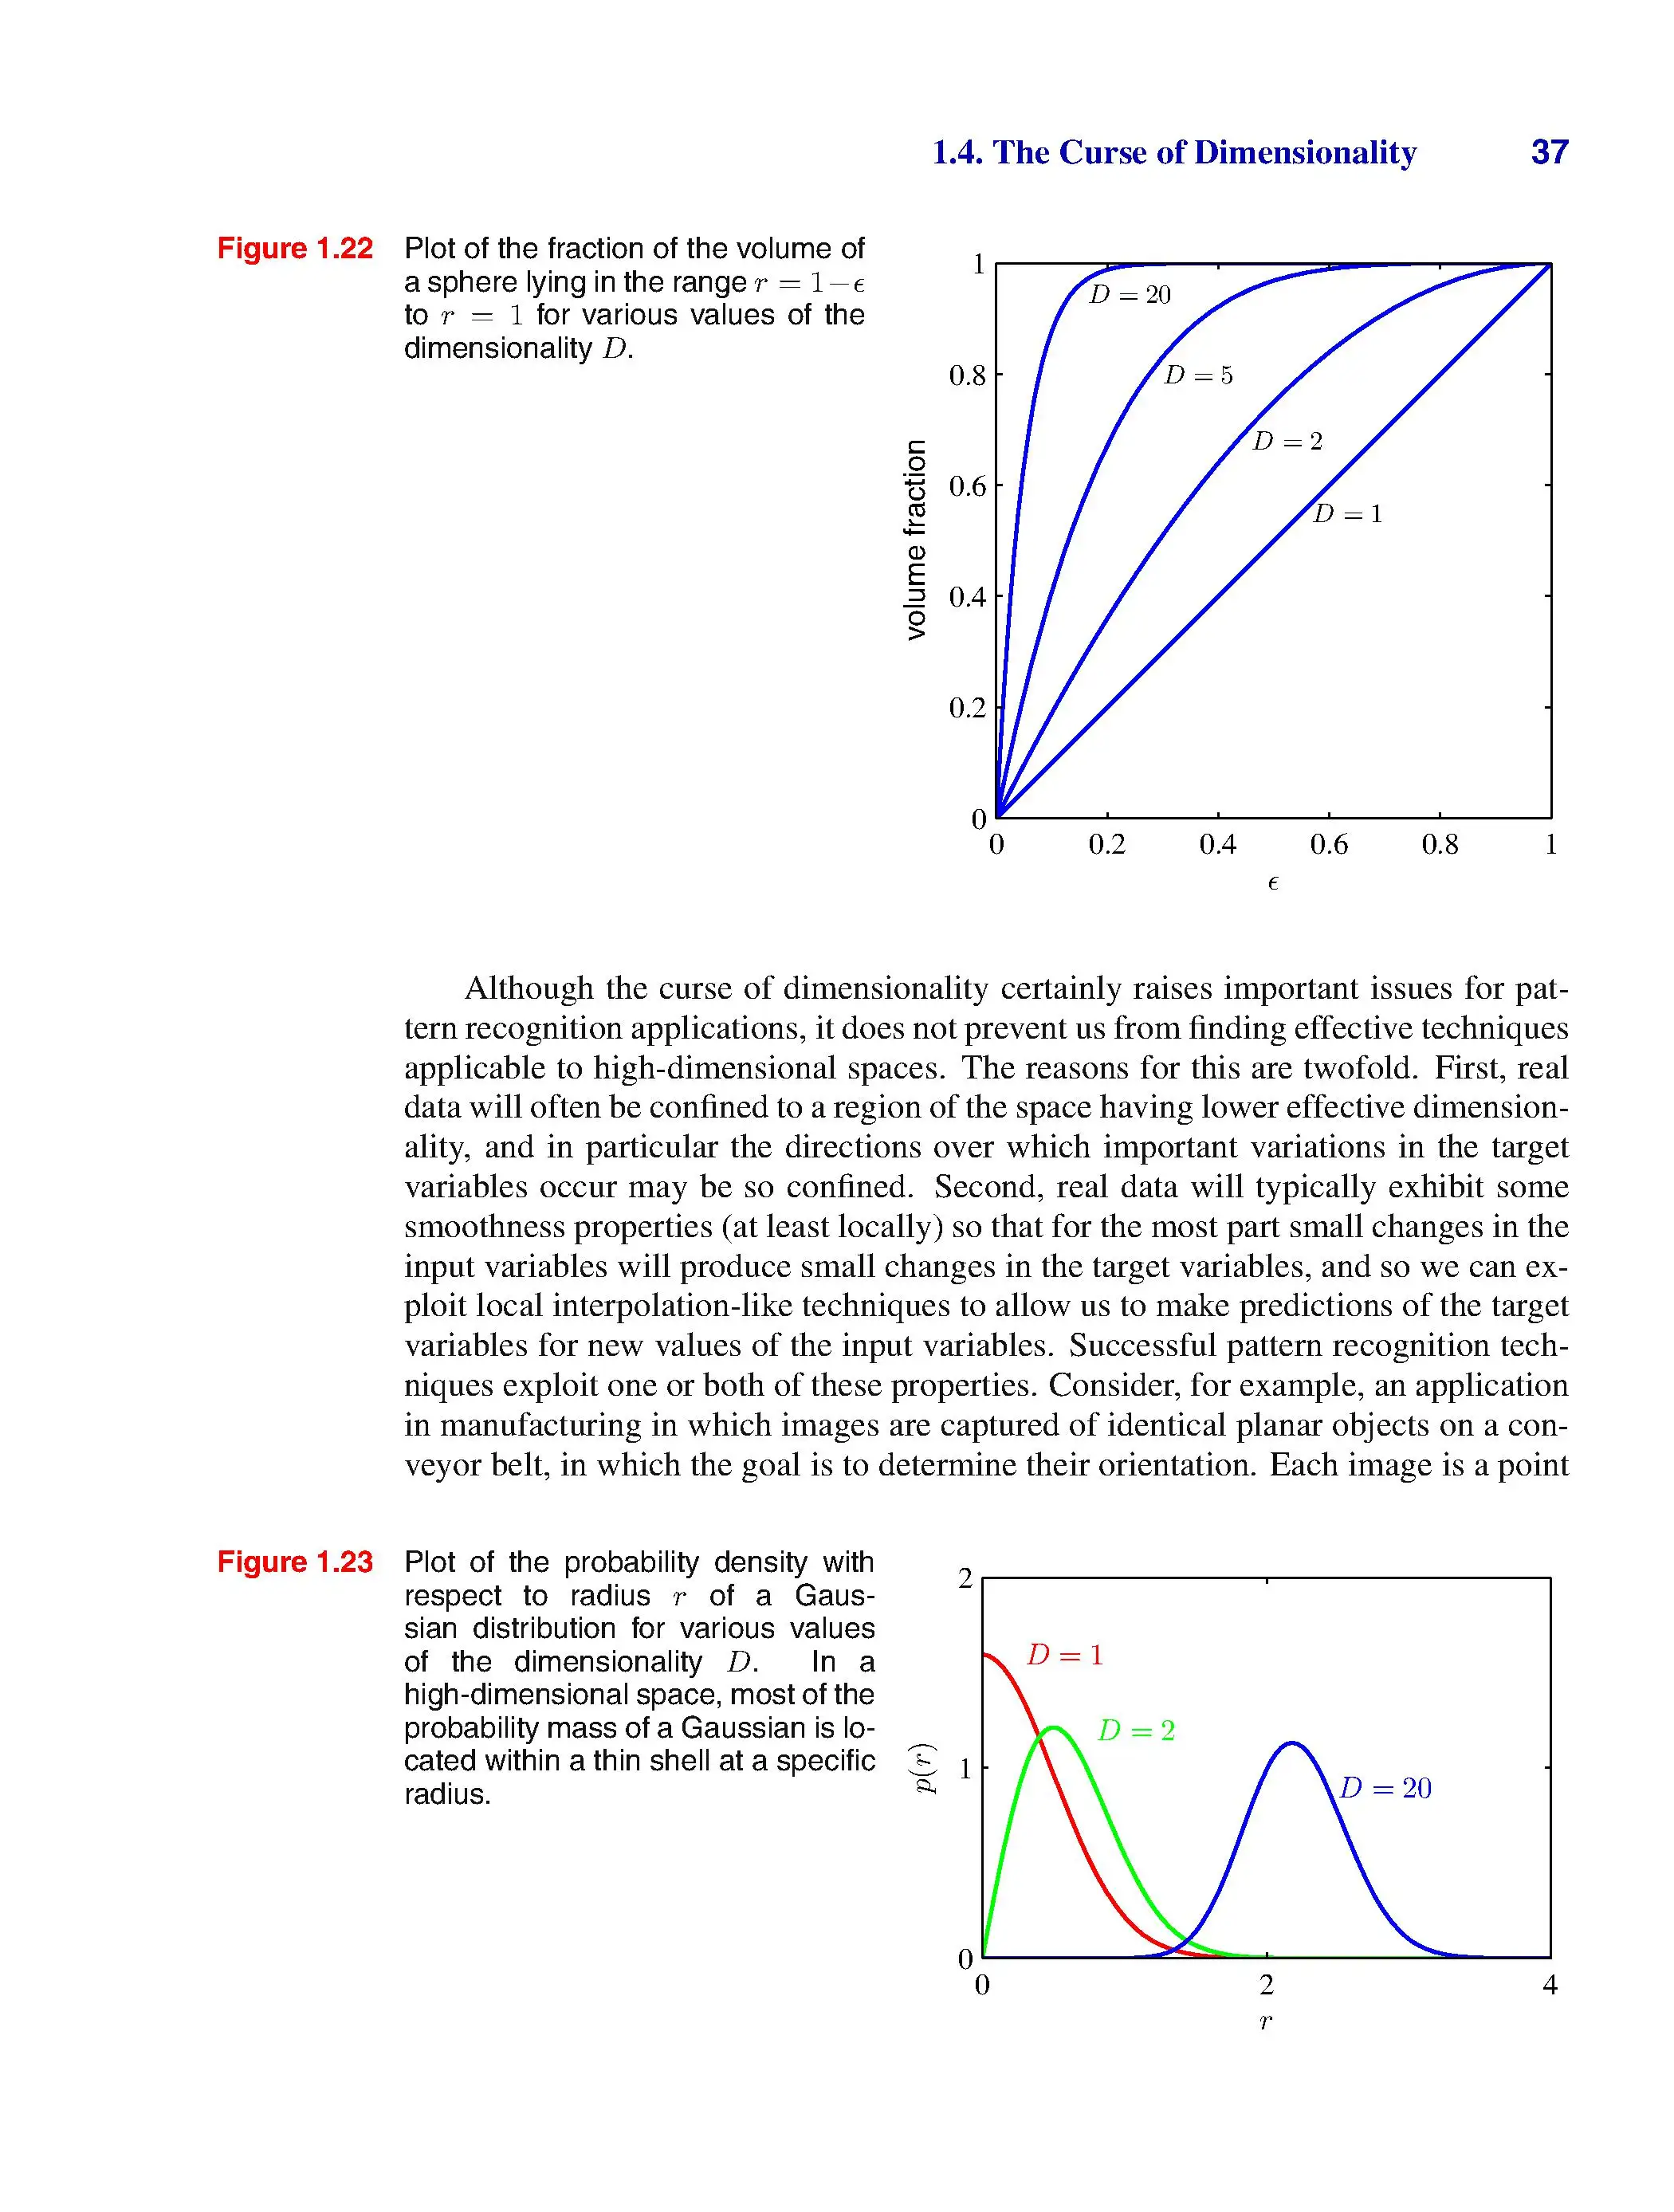 1.4. The Curse of Dimensionality 37
Figure 1.22 Plot of the fraction of the volume of
a sphere lying in the range r = 1−ϵ
to r = 1 for various values of the
dimensionality D.
1
0.8
0.6
0.4
0.2
0
volume fraction
D = 20
D = 5
D = 2
D = 1
0 0.2 0.4 0.6 0.8 1
ϵ
Although the curse of dimensionality certainly raises important issues for pat-
tern recognition applications, it does not prevent us from finding effective techniques
applicable to high-dimensional spaces. The reasons for this are twofold. First, real
data will often be confined to a region of the space having lower effective dimension-
ality, and in particular the directions over which important variations in the target
variables occur may be so confined. Second, real data will typically exhibit some
smoothness properties (at least locally) so that for the most part small changes in the
input variables will produce small changes in the target variables, and so we can ex-
ploit local interpolation-like techniques to allow us to make predictions of the target
variables for new values of the input variables. Successful pattern recognition tech-
niques exploit one or both of these properties. Consider, for example, an application
in manufacturing in which images are captured of identical planar objects on a con-
veyor belt, in which the goal is to determine their orientation. Each image is a point
Figure 1.23 Plot of the probability density with
respect to radius r of a Gaus-
sian distribution for various values
of the dimensionality D. In a
high-dimensional space, most of the
probability mass of a Gaussian is lo-
cated within a thin shell at a specific
radius.
2
1
0
p(r)
D = 1
D = 2
D = 20
0 2 4
r